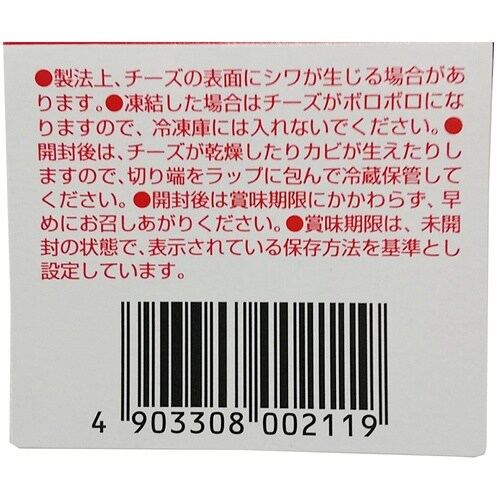 ●製法上、チーズの表面にシワが生じる場合があ
ります。●凍結した場合はチーズがボロボロにな
りますので、冷凍庫には入れないでください。●
開封後は、チーズが乾燥したりカビが生えたりし
ますので、切り端をラップに包んで冷蔵保管して
ください。●開封後は賞味期限にかかわらず、早
めにお召しあがりください。●賞味期限は、未開
封の状態で、表示されている保存方法を基準とし
設定しています。
4 903308 002119